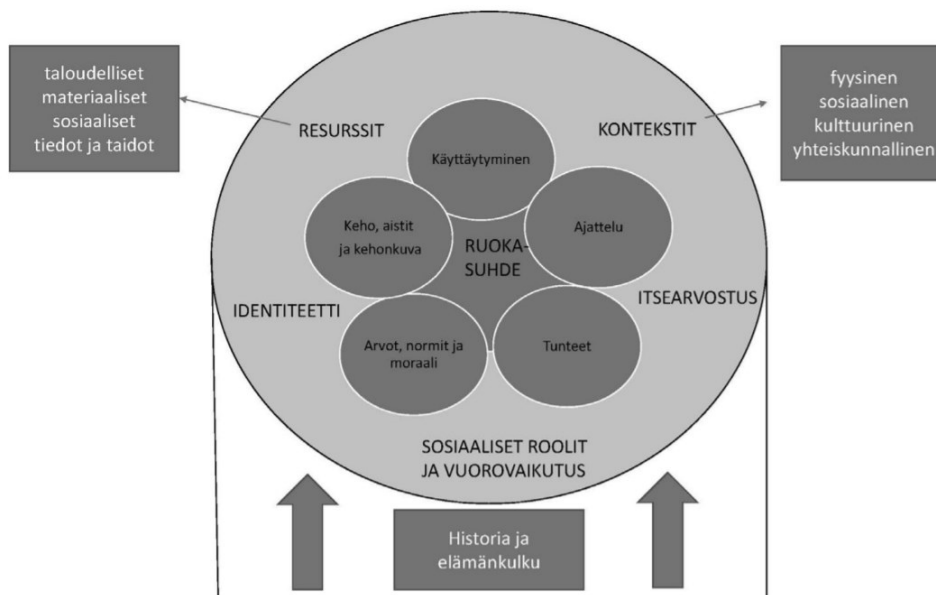 taloudelliset
materiaaliset
sosiaaliset
tiedot ja taidot
fyysinen
sosiaalinen
kulttuurinen
yhteiskunnallinen
RESURSSIT
KONTEKSTIT
Käyttäytyminen
Keho, aistit
ja kehonkuva
Ajattelu
RUOKA-
SUHDE
IDENTITEETTI
ITSEARVOSTUS
Arvot, normit ja
moraali
Tunteet
SOSIAALISET ROOLIT
JA VUOROVAIKUTUS
Historia ja
elämänkulku